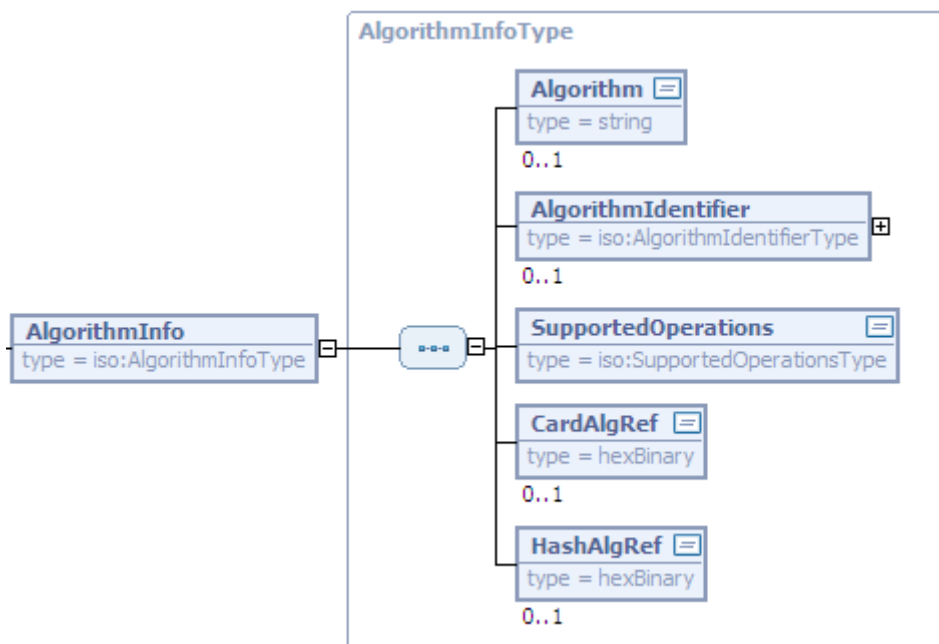 AlgorithmInfoType
Algorithm
type = string
0..1
AlgorithmIdentifier
type = iso:AlgorithmIdentifierType
0..1
AlgorithmInfo
type = iso:AlgorithmInfoType
SupportedOperations
type = iso:SupportedOperationsType
CardAlgRef
type = hexBinary
0..1
HashAlgRef
type = hexBinary
0..1